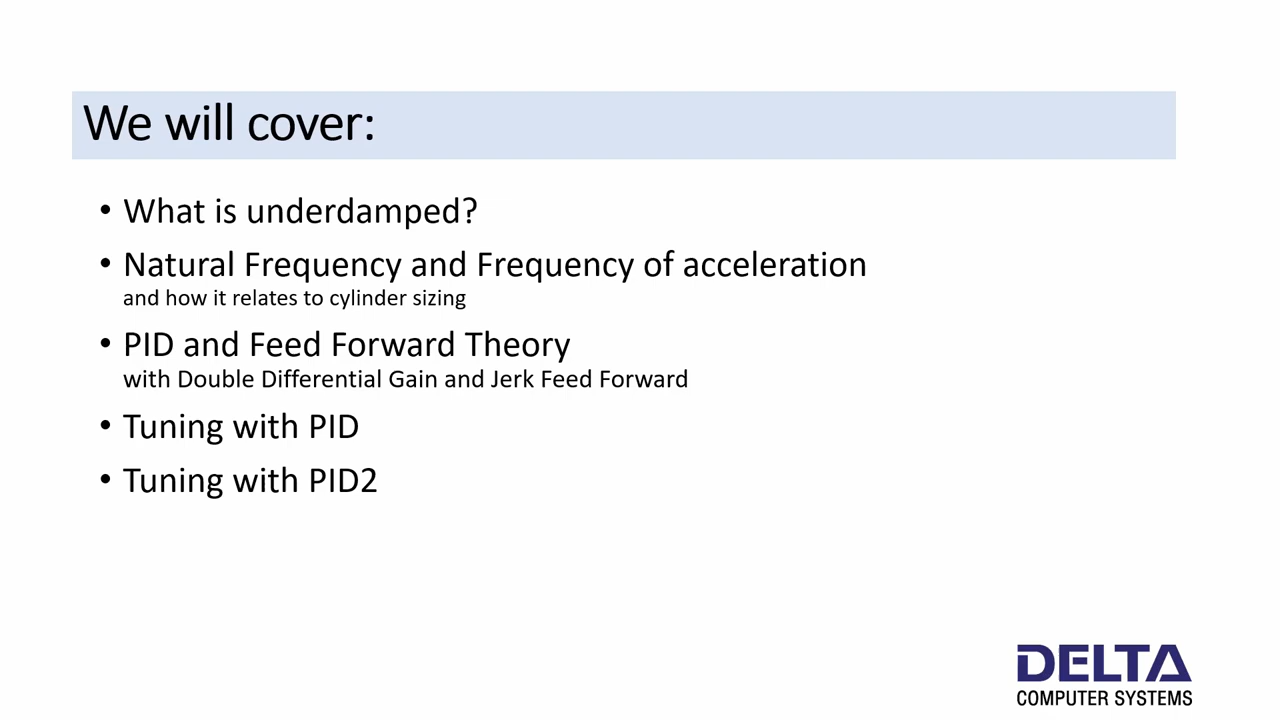 We will cover:
• What is underdamped?
• Natural Frequency and Frequency of acceleration
and how it relates to cylinder sizing
• PID and Feed Forward Theory
with Double Differential Gain and Jerk Feed Forward
• Tuning with PID
• Tuning with PID2
DELTA
COMPUTER SYSTEMS